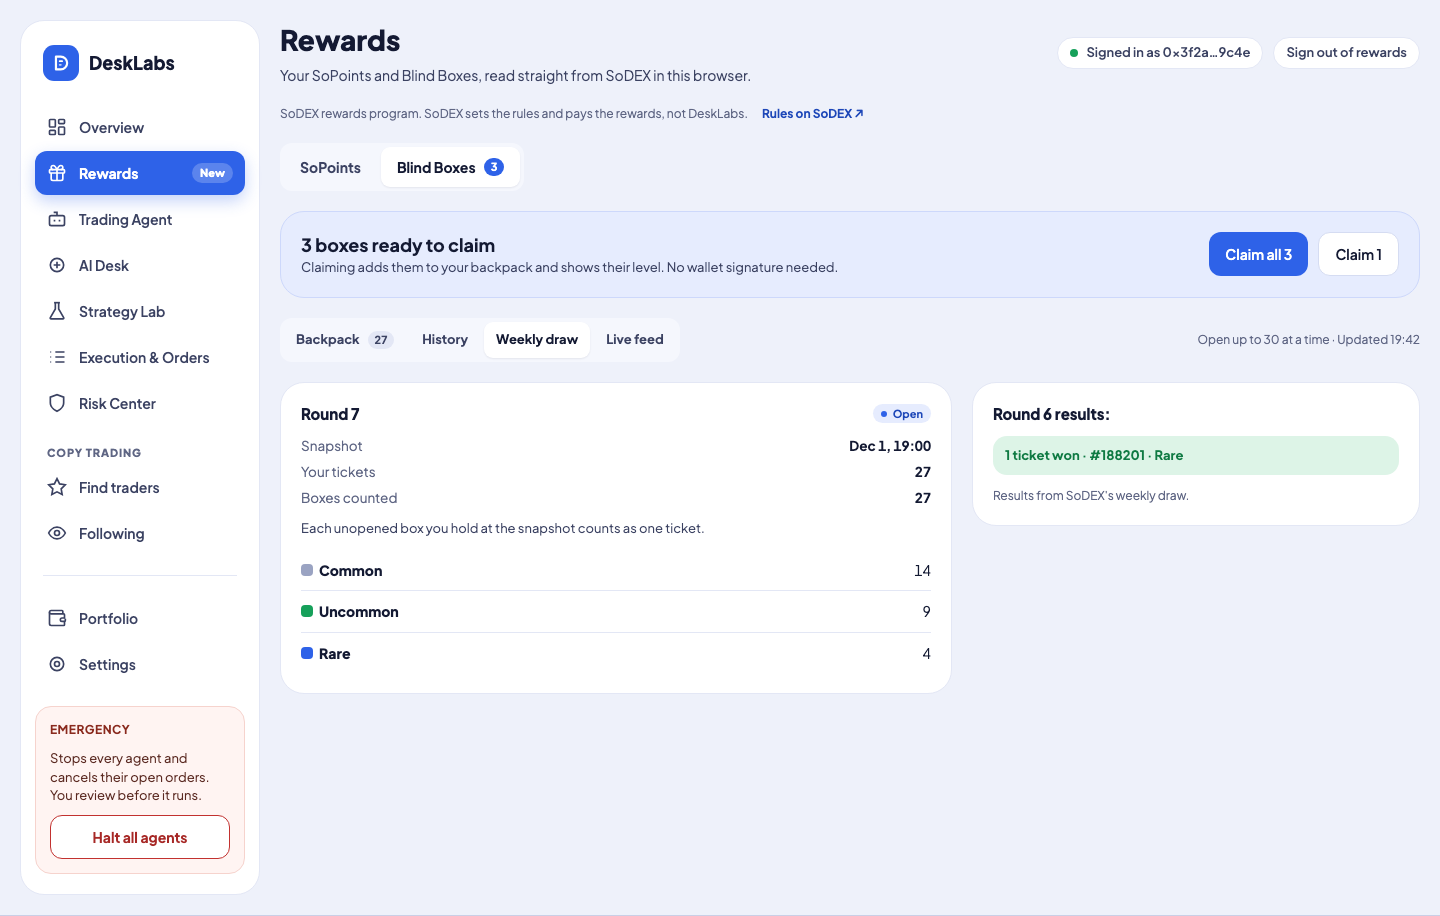 DeskLabs
Overview
Rewards New
Trading Agent
AI Desk
Strategy Lab
Execution & Orders
Risk Center
COPY TRADING
Find traders
Following
Portfolio
Settings
EMERGENCY
Stops every agent and
cancels their open orders.
You review before it runs.
Halt all agents
Rewards
Your SoPoints and Blind Boxes, read straight from SoDEX in this browser.
Signed in as 0x3f2a…9c4e
Sign out of rewards
SoDEX rewards program. SoDEX sets the rules and pays the rewards, not DeskLabs. Rules on SoDEX ↗
SoPoints
Blind Boxes 3
3 boxes ready to claim
Claiming adds them to your backpack and shows their level. No wallet signature needed.
Claim all 3
Claim 1
Backpack 27
History
Weekly draw
Live feed
Open up to 30 at a time · Updated 19:42
Round 7
Open
Snapshot Dec 1, 19:00
Your tickets 27
Boxes counted 27
Each unopened box you hold at the snapshot counts as one ticket.
Common 14
Uncommon 9
Rare 4
Round 6 results:
1 ticket won · #188201 · Rare
Results from SoDEX's weekly draw.